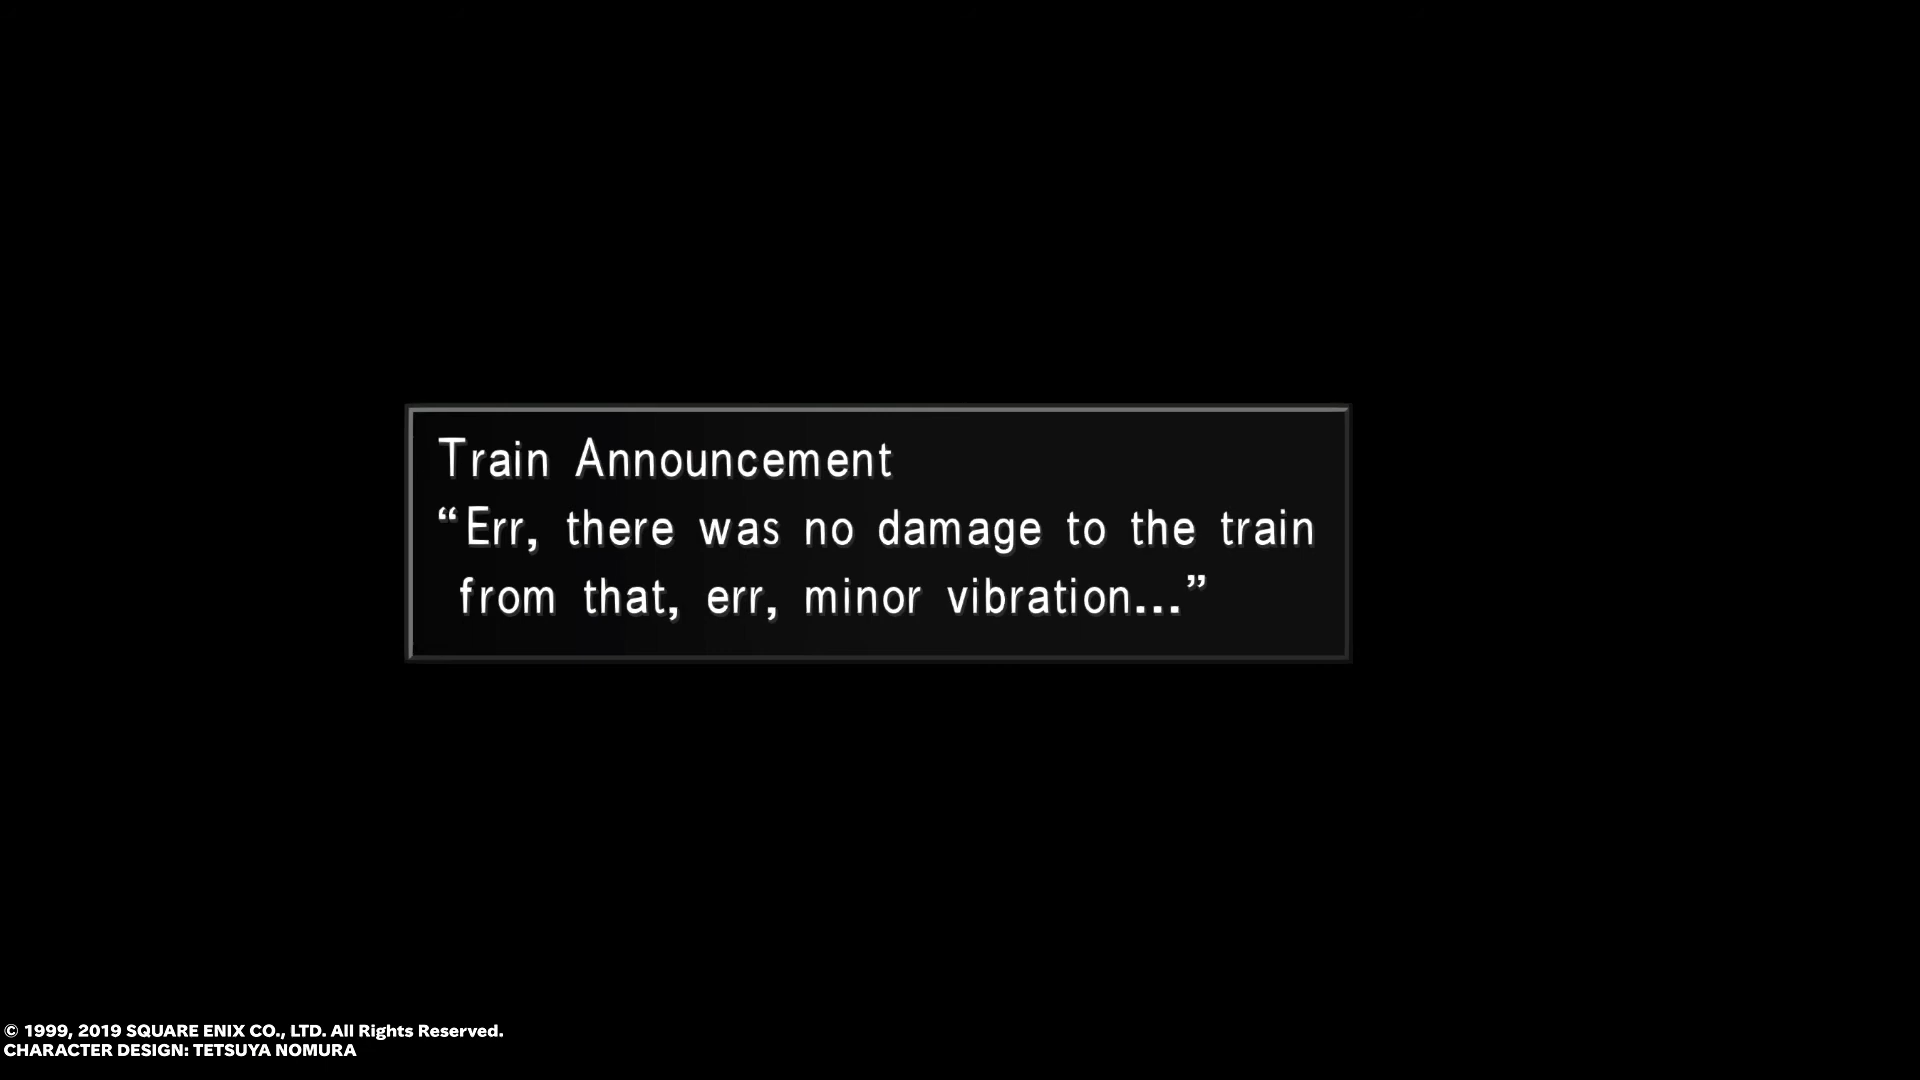 Train Announcement
“Err, there was no damage to the train
from that, err, minor vibration...”
© 1999, 2019 SQUARE ENIX CO., LTD. All Rights Reserved.
CHARACTER DESIGN: TETSUYA NOMURA